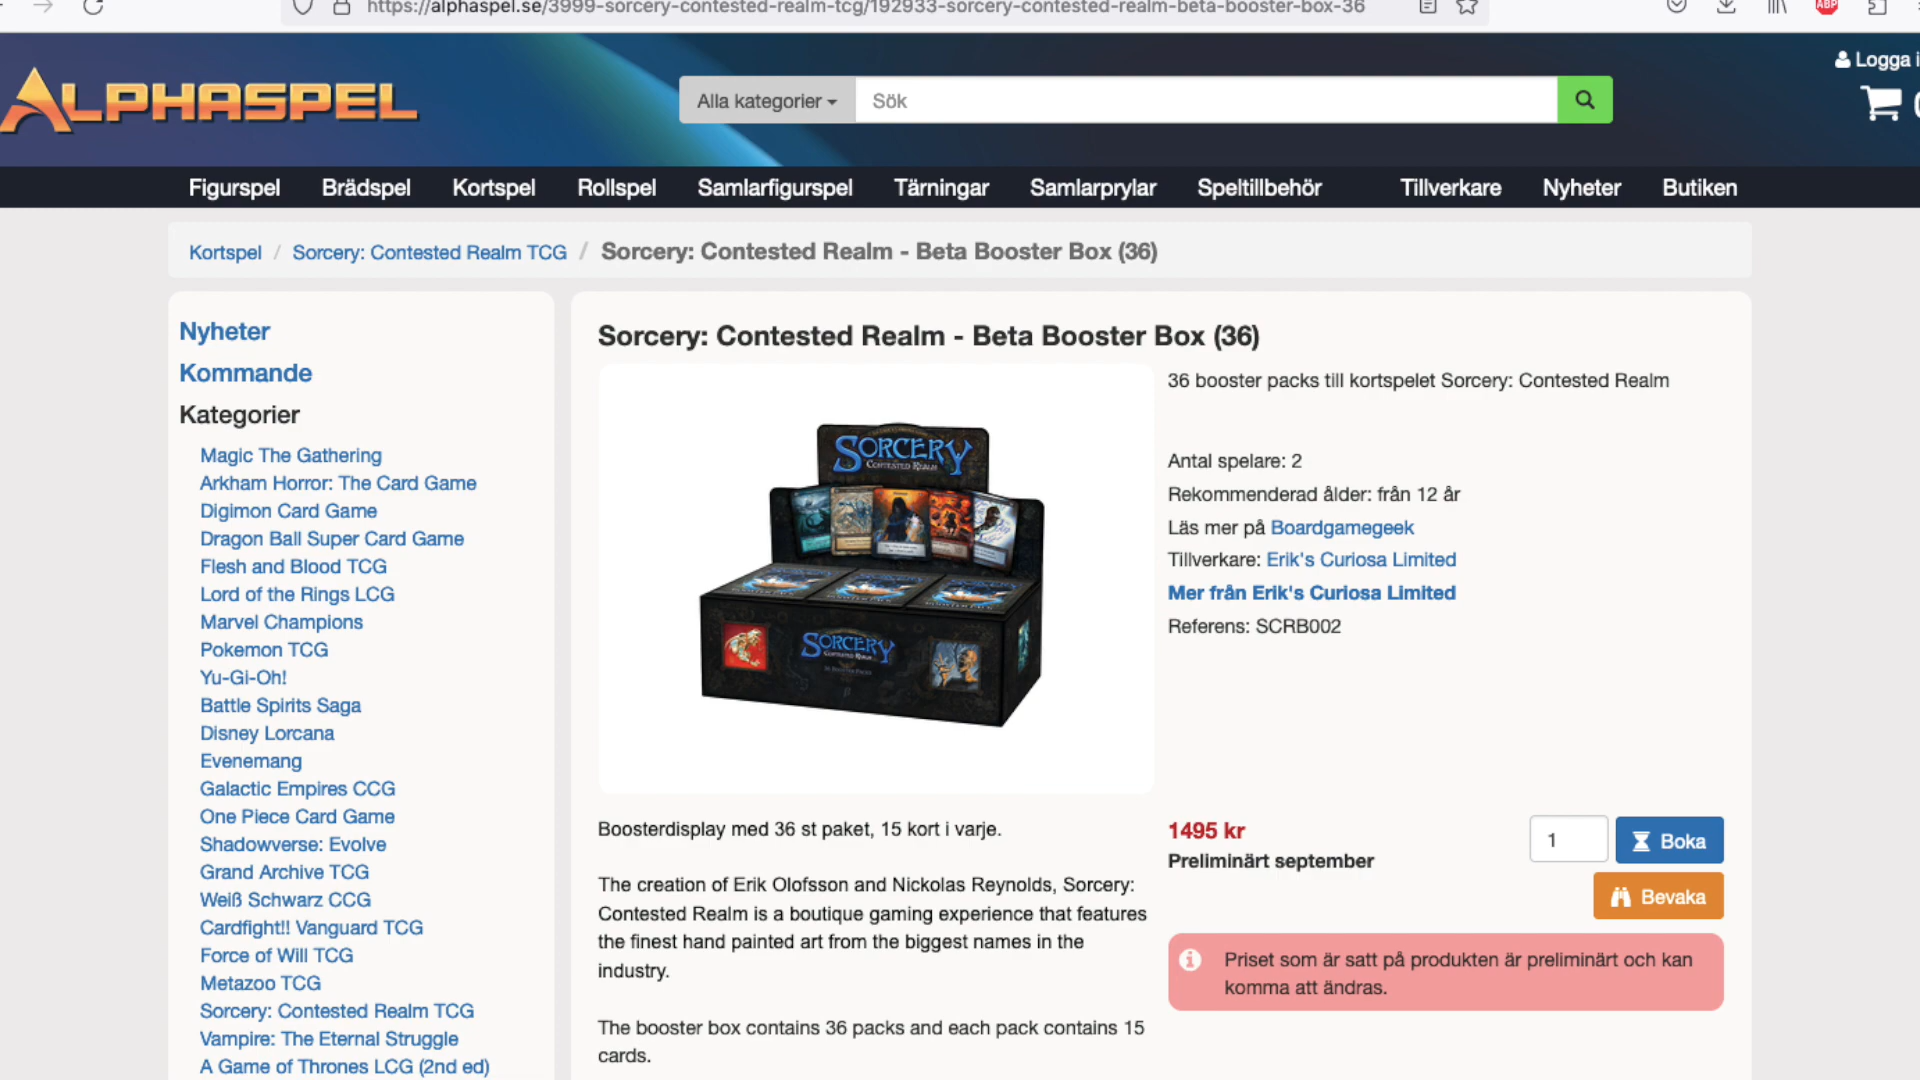 https://alphaspel.se/3999-sorcery-contested-realm-tcg/192933-sorcery-contested-realm-beta-booster-box-36
ABP
ALPHASPEL
Alla kategorier
Sök
Logga i
Figurspel
Brädspel
Kortspel
Rollspel
Samlarfigurspel
Tärningar
Samlarprylar
Speltillbehör
Tillverkare
Nyheter
Butiken
Kortspel / Sorcery: Contested Realm TCG / Sorcery: Contested Realm - Beta Booster Box (36)
Nyheter
Kommande
Kategorier
Magic The Gathering
Arkham Horror: The Card Game
Digimon Card Game
Dragon Ball Super Card Game
Flesh and Blood TCG
Lord of the Rings LCG
Marvel Champions
Pokemon TCG
Yu-Gi-Oh!
Battle Spirits Saga
Disney Lorcana
Evenemang
Galactic Empires CCG
One Piece Card Game
Shadowverse: Evolve
Grand Archive TCG
Weiß Schwarz CCG
Cardfight!! Vanguard TCG
Force of Will TCG
Metazoo TCG
Sorcery: Contested Realm TCG
Vampire: The Eternal Struggle
A Game of Thrones LCG (2nd ed)
Sorcery: Contested Realm - Beta Booster Box (36)
SORCERY
CONTESTED REALM
SORCERY
CONTESTED REALM
36 BOOSTER PACKS
36 booster packs till kortspelet Sorcery: Contested Realm
Antal spelare: 2
Rekommenderad ålder: från 12 år
Läs mer på Boardgamegeek
Tillverkare: Erik's Curiosa Limited
Mer från Erik's Curiosa Limited
Referens: SCRB002
Boosterdisplay med 36 st paket, 15 kort i varje.
The creation of Erik Olofsson and Nickolas Reynolds, Sorcery:
Contested Realm is a boutique gaming experience that features
the finest hand painted art from the biggest names in the
industry.
The booster box contains 36 packs and each pack contains 15
cards.
1495 kr
Preliminärt september
1
Boka
Bevaka
Priset som är satt på produkten är preliminärt och kan
komma att ändras.